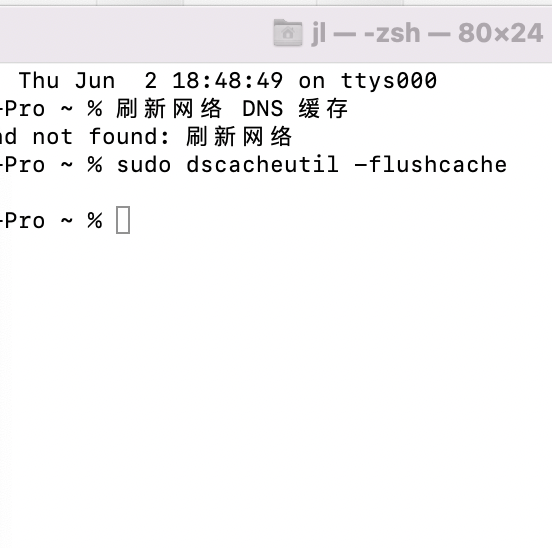 jl — -zsh — 80×24
Thu Jun  2 18:48:49 on ttys000
-Pro ~ % 刷新网络 DNS 缓存
not found: 刷新网络
-Pro ~ % sudo dscacheutil -flushcache
-Pro ~ %